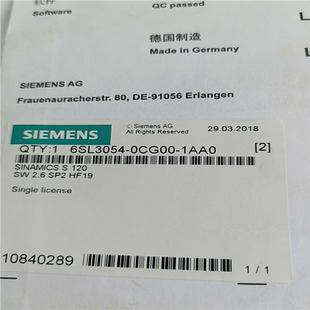 软件
Software
QC passed
德国制造
Made in Germany
SIEMENS AG
Frauenauracherstr. 80, DE-91056 Erlangen
SIEMENS
© Siemens AG
All Rights Reserved
29.03.2018
QTY:1 6SL3054-0CG00-1AA0 [2]
SINAMICS S 120
SW 2.6 SP2 HF19
Single license
10840289
1 / 1